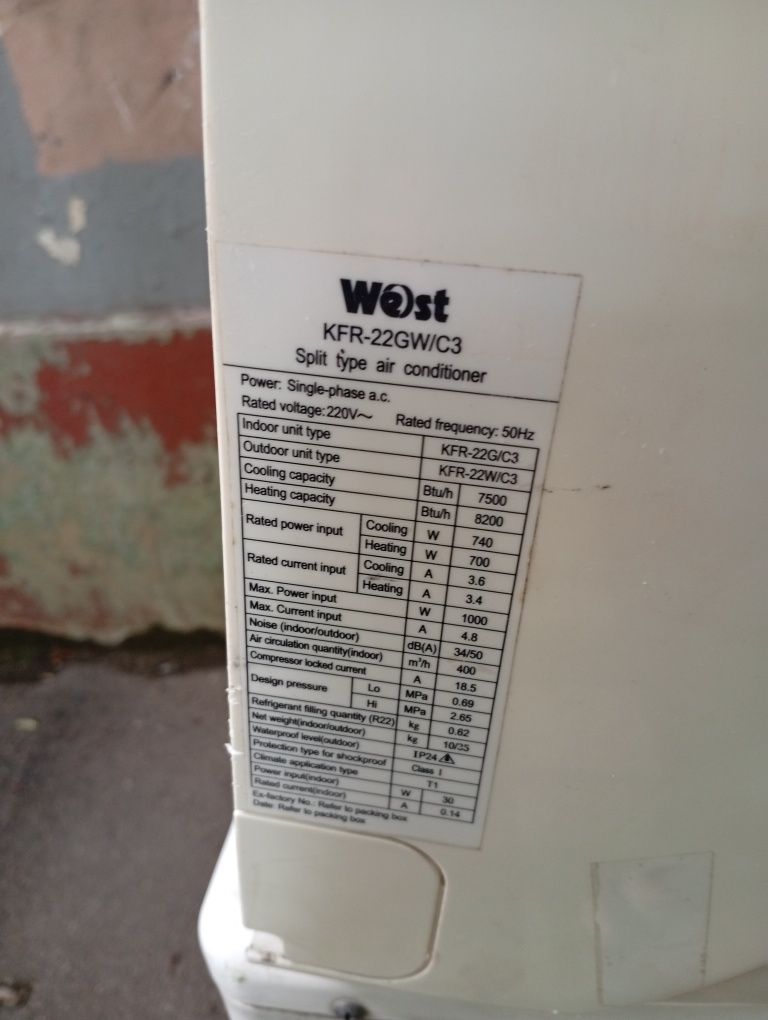 West
KFR-22GW/C3
Split type air conditioner
Power: Single-phase a.c.
Rated voltage: 220V~ Rated frequency: 50Hz
Indoor unit type KFR-22G/C3
Outdoor unit type KFR-22W/C3
Cooling capacity Btu/h 7500
Heating capacity Btu/h 8200
Rated power input Cooling W 740
Heating W 700
Rated current input Cooling A 3.6
Heating A 3.4
Max. Power input W 1000
Max. Current input A 4.8
Noise (indoor/outdoor) dB(A) 34/50
Air circulation quantity(indoor) m³/h 400
Compressor locked current A 18.5
Design pressure Lo MPa 0.69
Hi MPa 2.65
Refrigerant filling quantity (R22) kg 0.62
Net weight(indoor/outdoor) kg 10/25
Waterproof level(outdoor) IP24
Protection type for shockproof Class I
Climate application type T1
Power input(indoor) W 30
Rated current(indoor) A 0.14
Ex-factory No.: Refer to packing box
Date: Refer to packing box